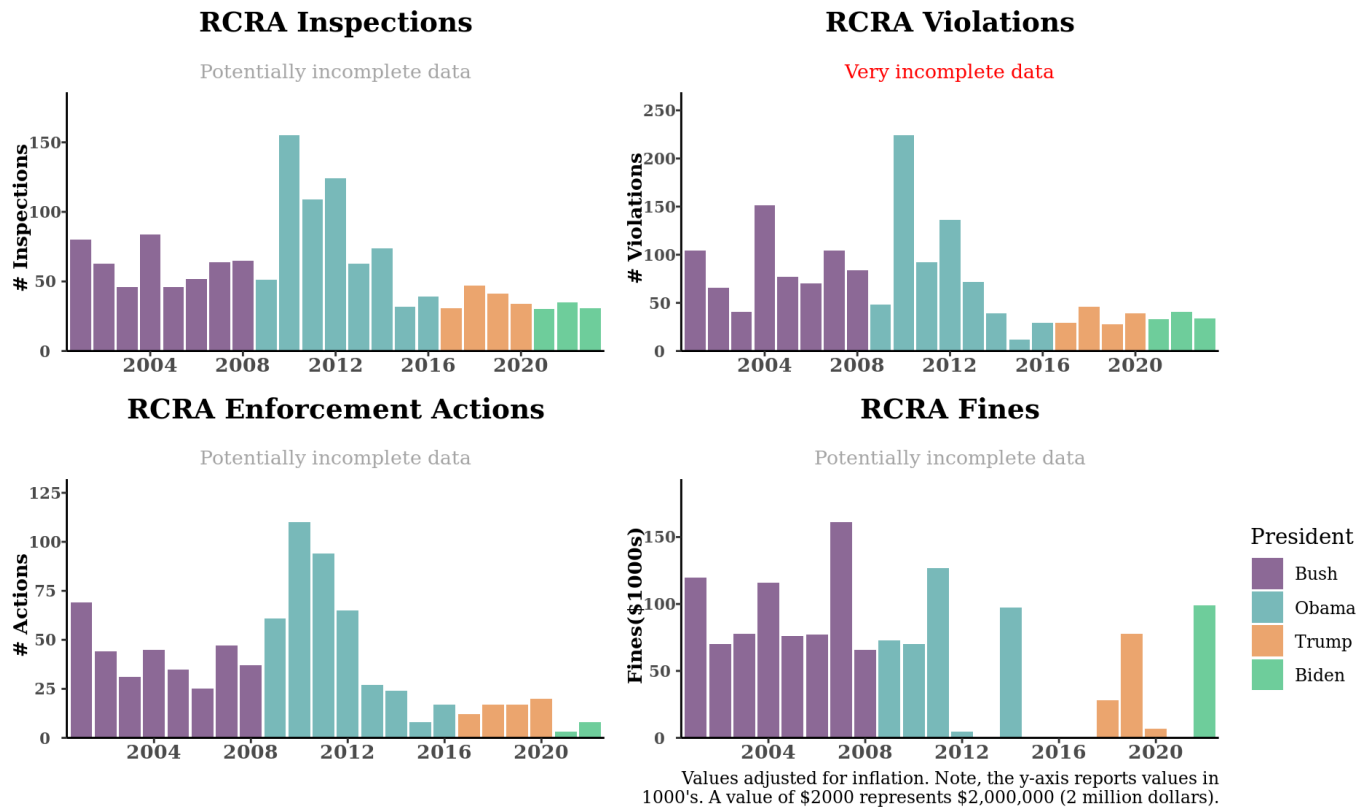 RCRA Inspections
Potentially incomplete data
# Inspections
150
100
50
0
2004 2008 2012 2016 2020
RCRA Violations
Very incomplete data
# Violations
250
200
150
100
50
0
2004 2008 2012 2016 2020
RCRA Enforcement Actions
Potentially incomplete data
# Actions
125
100
75
50
25
0
2004 2008 2012 2016 2020
RCRA Fines
Potentially incomplete data
Fines($1000s)
150
100
50
0
2004 2008 2012 2016 2020
Values adjusted for inflation. Note, the y-axis reports values in
1000's. A value of $2000 represents $2,000,000 (2 million dollars).
President
Bush
Obama
Trump
Biden